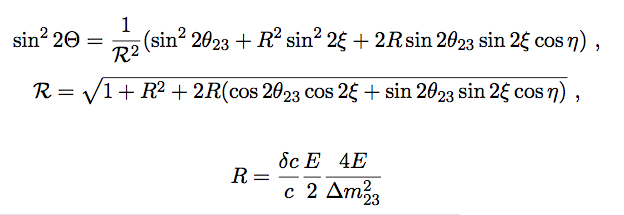 sin² 2Θ = 1/ℛ² (sin² 2θ₂₃ + R² sin² 2ξ + 2R sin 2θ₂₃ sin 2ξ cos η) ,
ℛ = √(1 + R² + 2R(cos 2θ₂₃ cos 2ξ + sin 2θ₂₃ sin 2ξ cos η)) ,
R = δc/c E/2 4E/Δm²₂₃